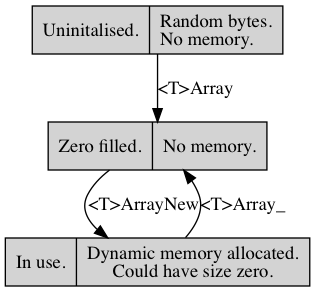 Uninitalised.
Random bytes.
No memory.
<T>Array
Zero filled.
No memory.
<T>ArrayNew
<T>Array_
In use.
Dynamic memory allocated.
Could have size zero.